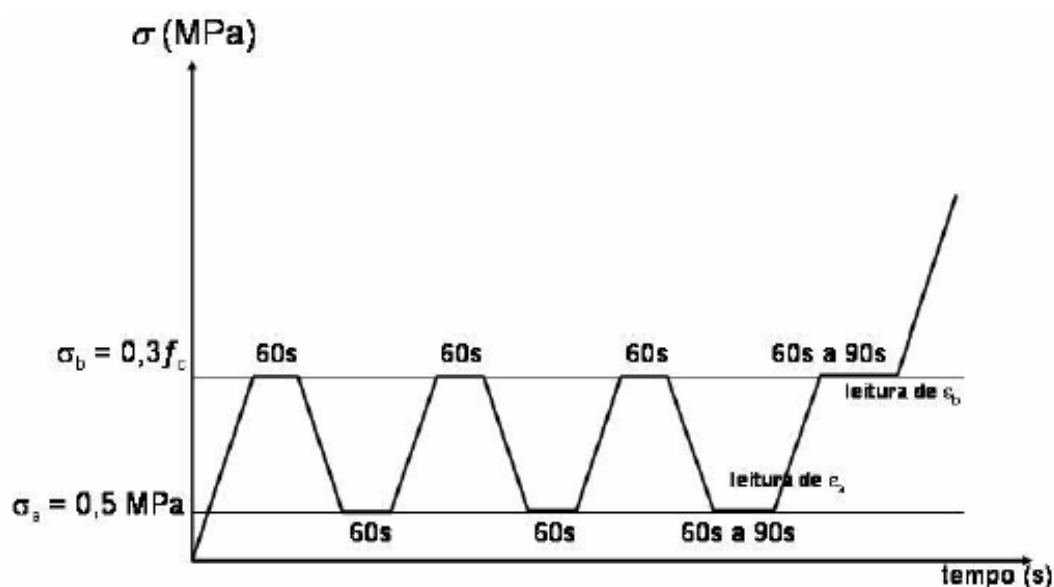 σ (MPa)
σb = 0,3fc
60s
60s
60s
60s a 90s
leitura de εb
leitura de εa
σa = 0,5 MPa
60s
60s
60s a 90s
tempo (s)